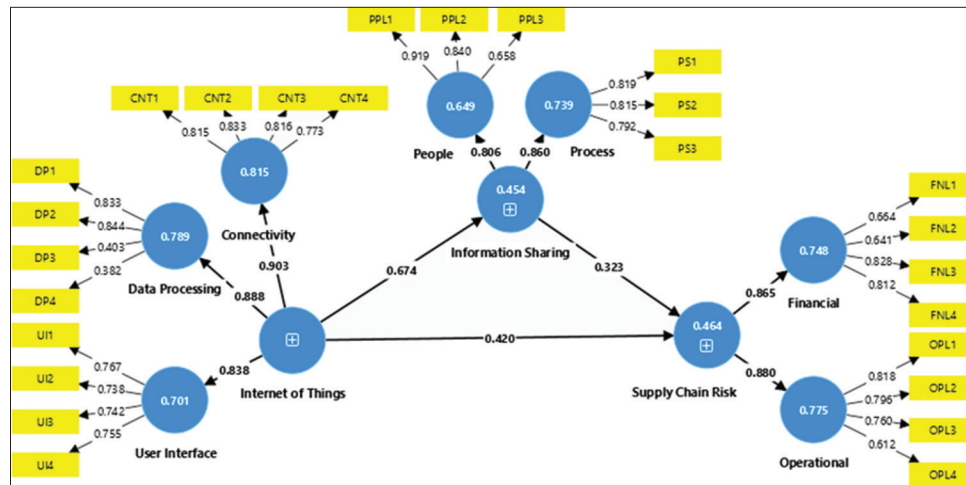 PPL1 PPL2 PPL3
0.919 0.840 0.658
PS1
PS2
PS3
0.819
0.815
0.792
0.649
0.739
People
Process
0.806 0.860
CNT1 CNT2 CNT3 CNT4
0.815 0.833 0.816 0.773
0.815
Connectivity
0.903
0.454
Information Sharing
DP1
DP2
DP3
DP4
0.833
0.844
0.403
0.382
0.789
Data Processing
0.888
0.674
0.323
FNL1
FNL2
FNL3
FNL4
0.664
0.641
0.828
0.812
0.748
Financial
0.865
UI1
UI2
UI3
UI4
0.767
0.738
0.742
0.755
0.701
User Interface
0.838
Internet of Things
0.420
0.464
Supply Chain Risk
0.880
OPL1
OPL2
OPL3
OPL4
0.818
0.796
0.760
0.612
0.775
Operational